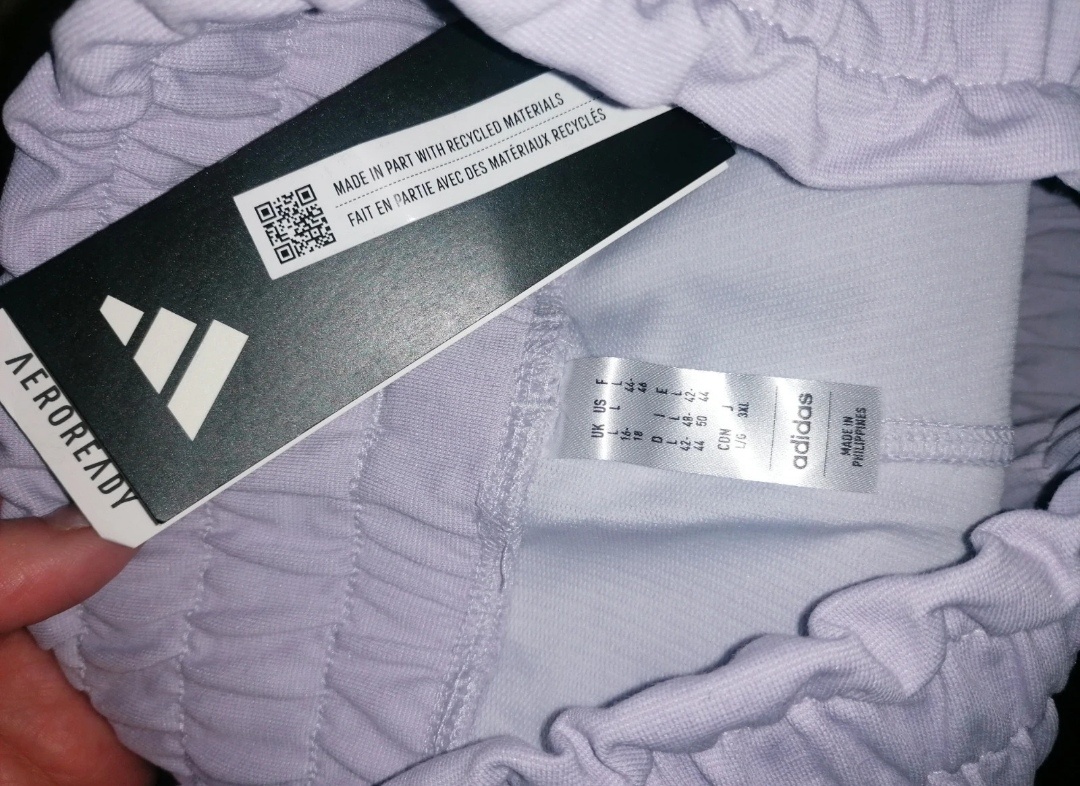 MADE IN PART WITH RECYCLED MATERIALS
FAIT EN PARTIE AVEC DES MATÉRIAUX RECYCLÉS
AEROREADY
UK US F
L L L
16- 44-
18 46
D I E
L L L
42- 48- 42-
44 50 44
CDN J
L/G 3XL
adidas
MADE IN
PHILIPPINES